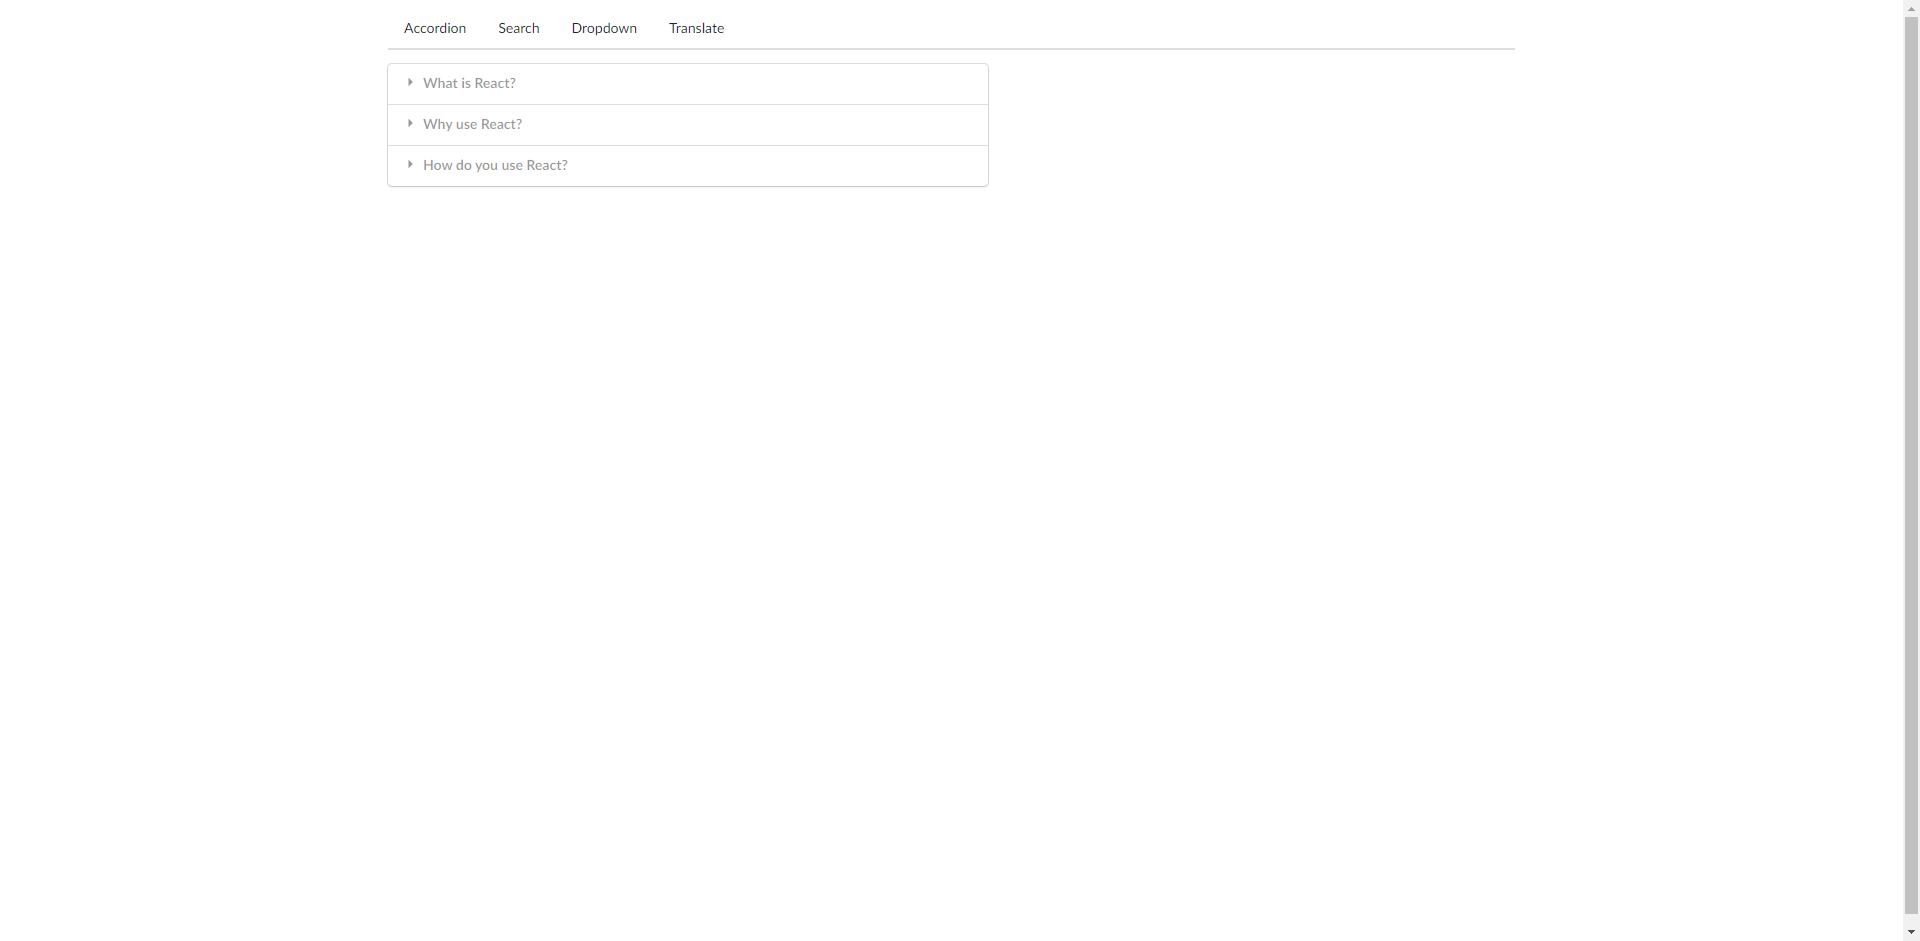 Accordion Search Dropdown Translate
What is React?
Why use React?
How do you use React?